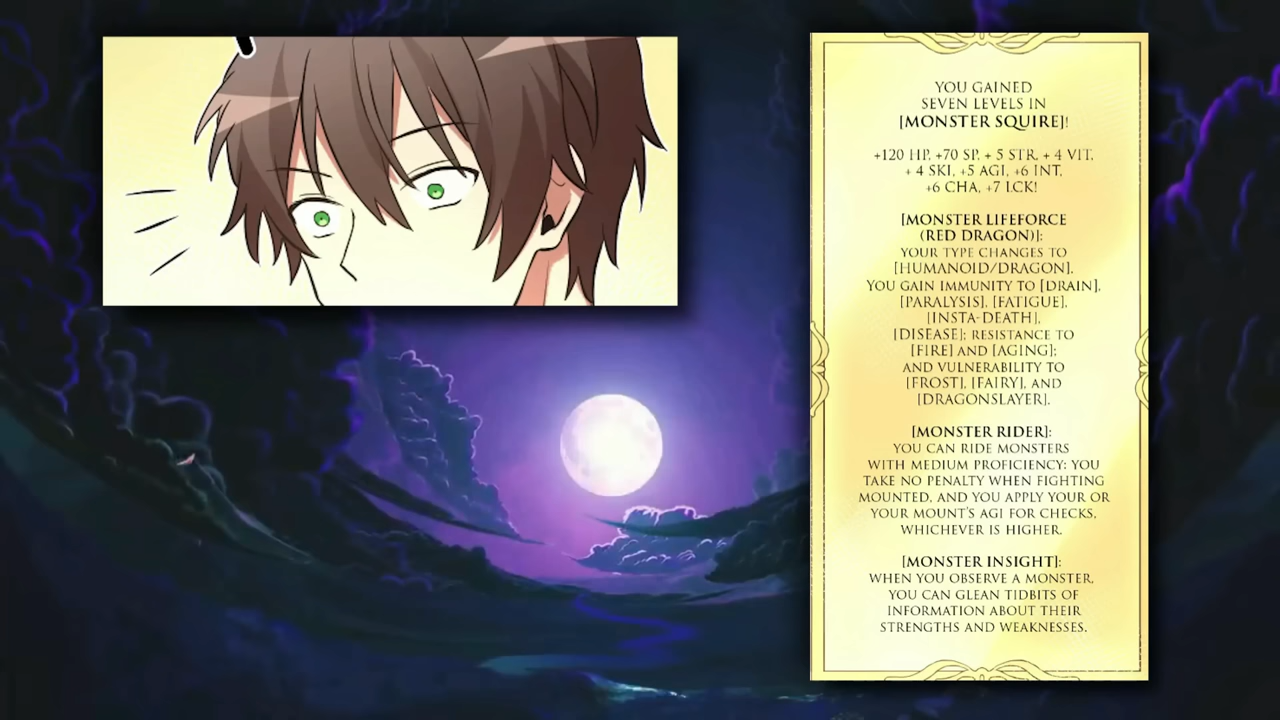 YOU GAINED
SEVEN LEVELS IN
[MONSTER SQUIRE]!
+120 HP, +70 SP, + 5 STR, + 4 VIT,
+ 4 SKI, +5 AGI, +6 INT,
+6 CHA, +7 LCK!
[MONSTER LIFEFORCE
(RED DRAGON)]:
YOUR TYPE CHANGES TO
[HUMANOID/DRAGON].
YOU GAIN IMMUNITY TO [DRAIN],
[PARALYSIS], [FATIGUE],
[INSTA-DEATH],
[DISEASE]; RESISTANCE TO
[FIRE] AND [AGING];
AND VULNERABILITY TO
[FROST], [FAIRY], AND
[DRAGONSLAYER].
[MONSTER RIDER]:
YOU CAN RIDE MONSTERS
WITH MEDIUM PROFICIENCY: YOU
TAKE NO PENALTY WHEN FIGHTING
MOUNTED, AND YOU APPLY YOUR OR
YOUR MOUNT'S AGI FOR CHECKS,
WHICHEVER IS HIGHER.
[MONSTER INSIGHT]:
WHEN YOU OBSERVE A MONSTER,
YOU CAN GLEAN TIDBITS OF
INFORMATION ABOUT THEIR
STRENGTHS AND WEAKNESSES.